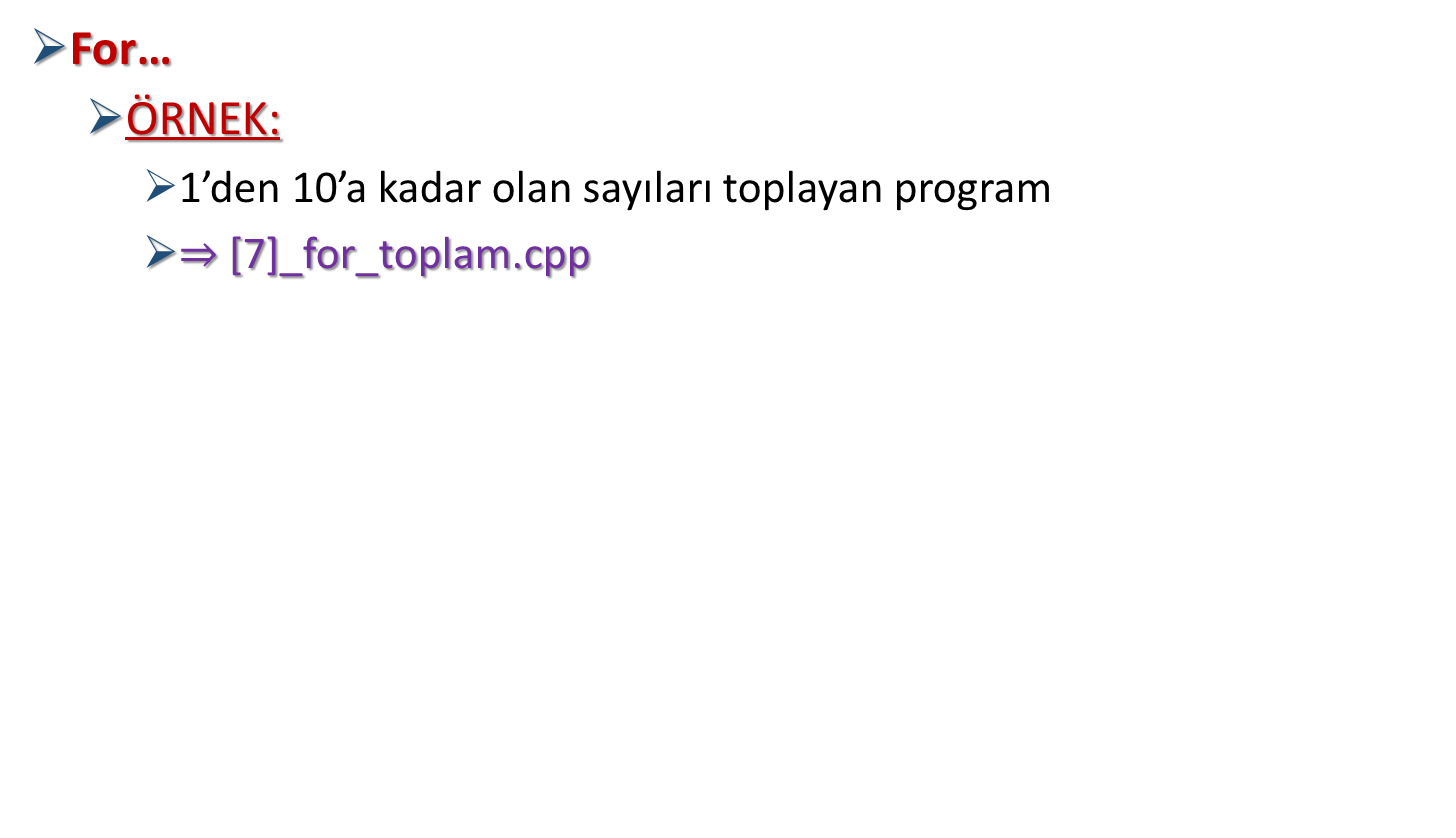 For…
ÖRNEK:
1’den 10’a kadar olan sayıları toplayan program
⇒ [7]_for_toplam.cpp